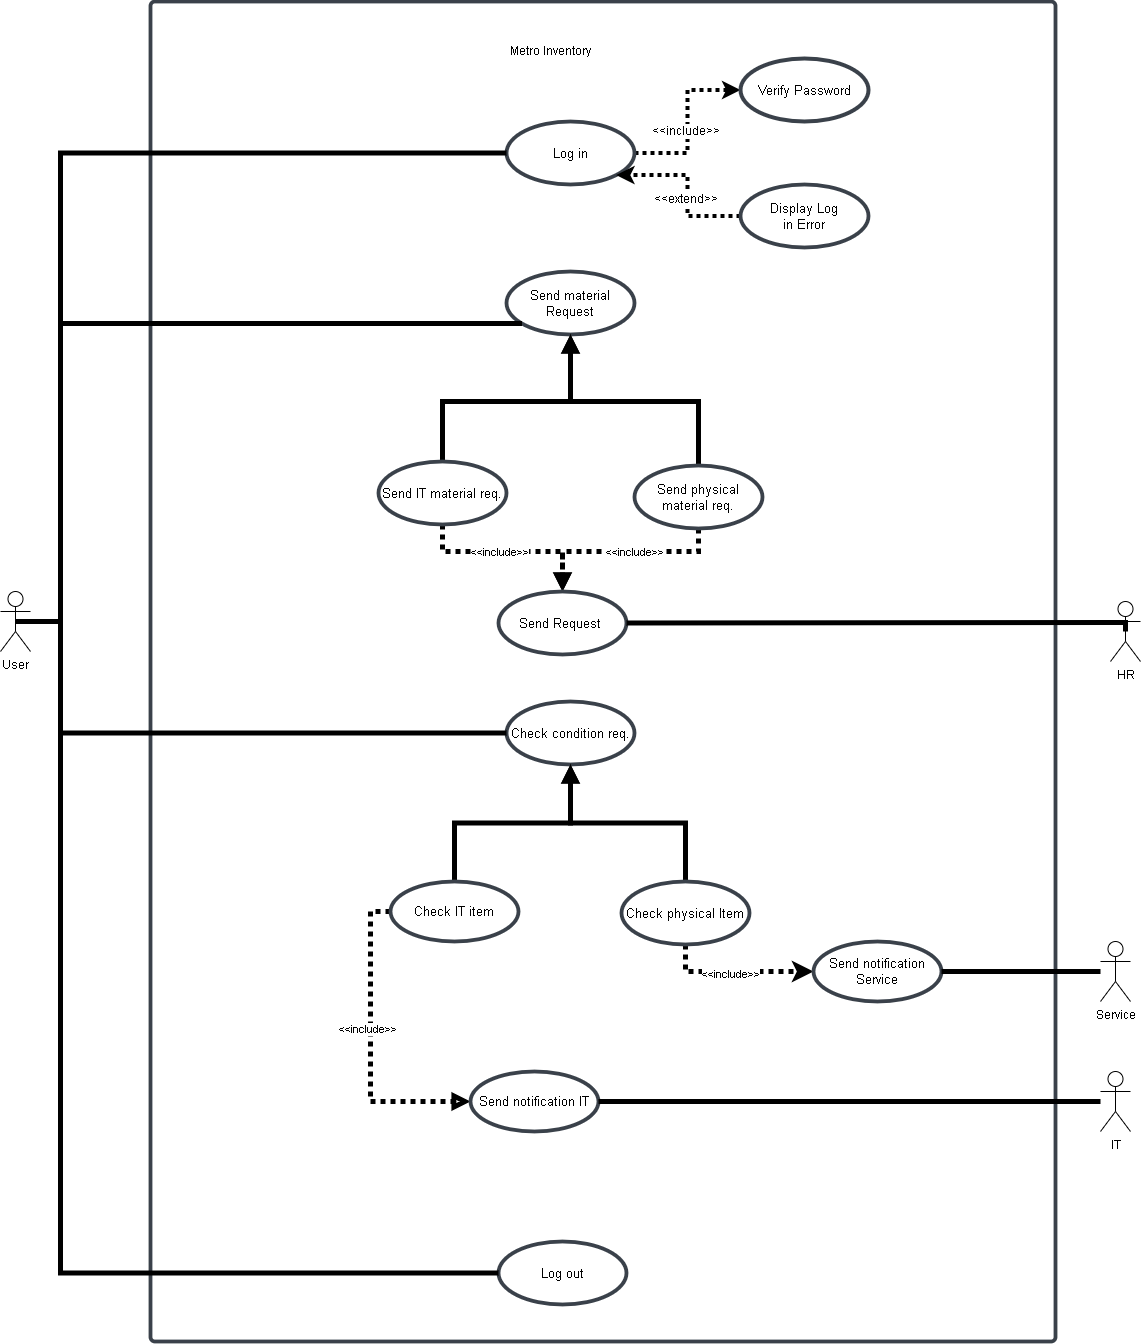 Metro Inventory
Verify Password
<<include>>
Log in
<<extend>>
Display Log
in Error
Send material
Request
Send IT material req.
Send physical
material req.
<<include>>
<<include>>
Send Request
User
HR
Check condition req.
Check IT item
Check physical Item
Send notification
Service
<<include>>
Service
<<include>>
Send notification IT
IT
Log out